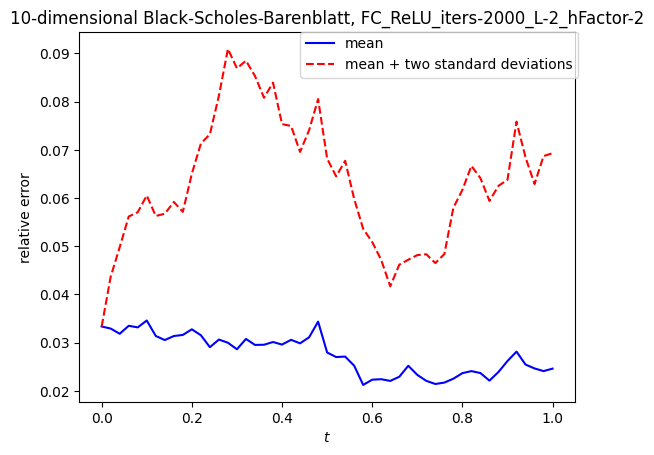 10-dimensional Black-Scholes-Barenblatt, FC_ReLU_iters-2000_L-2_hFactor-2
mean
mean + two standard deviations
relative error
0.09
0.08
0.07
0.06
0.05
0.04
0.03
0.02
0.0 0.2 0.4 0.6 0.8 1.0
t